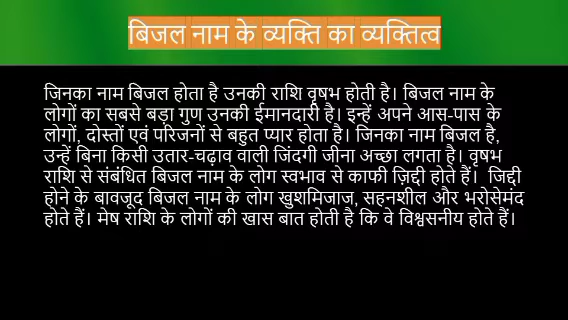 बिजल नाम के व्यक्ति का व्यक्तित्व
जिनका नाम बिजल होता है उनकी राशि वृषभ होती है। बिजल नाम के
लोगों का सबसे बड़ा गुण उनकी ईमानदारी है। इन्हें अपने आस-पास के
लोगों, दोस्तों एवं परिजनों से बहुत प्यार होता है। जिनका नाम बिजल है,
उन्हें बिना किसी उतार-चढ़ाव वाली जिंदगी जीना अच्छा लगता है। वृषभ
राशि से संबंधित बिजल नाम के लोग स्वभाव से काफी ज़िद्दी होते हैं।  जिद्दी
होने के बावजूद बिजल नाम के लोग खुशमिजाज, सहनशील और भरोसेमंद
होते हैं। मेष राशि के लोगों की खास बात होती है कि वे विश्वसनीय होते हैं।